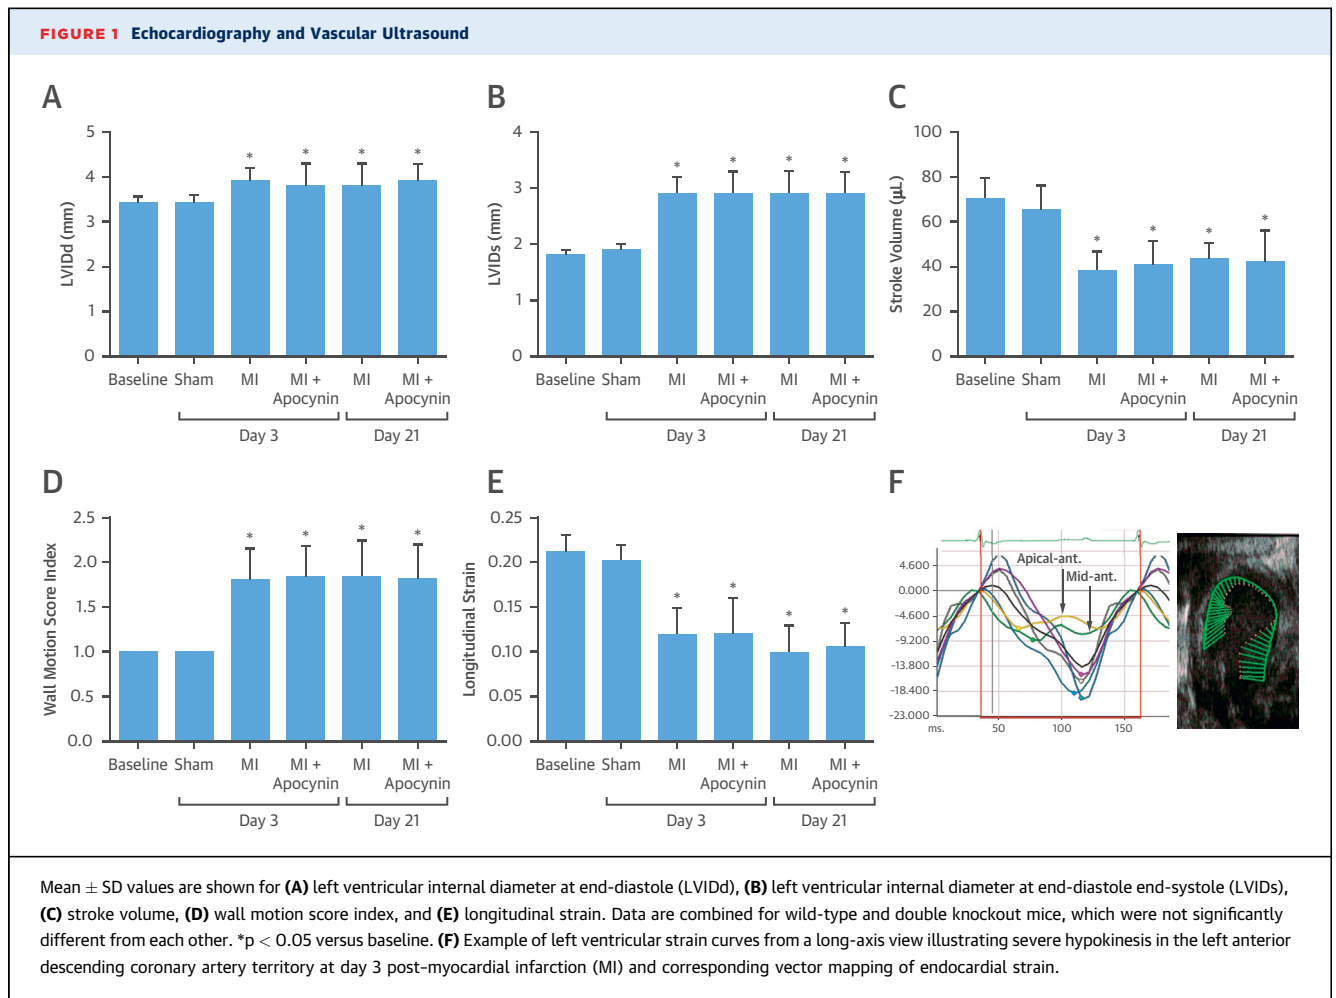 FIGURE 1 Echocardiography and Vascular Ultrasound
A
LVIDd (mm)
5
4
3
2
1
0
* * * *
Baseline Sham MI MI + Apocynin MI MI + Apocynin
Day 3 Day 21
B
LVIDs (mm)
4
3
2
1
0
* * * *
Baseline Sham MI MI + Apocynin MI MI + Apocynin
Day 3 Day 21
C
Stroke Volume (μL)
100
80
60
40
20
0
* * * *
Baseline Sham MI MI + Apocynin MI MI + Apocynin
Day 3 Day 21
D
Wall Motion Score Index
2.5
2.0
1.5
1.0
0.5
0.0
* * * *
Baseline Sham MI MI + Apocynin MI MI + Apocynin
Day 3 Day 21
E
Longitudinal Strain
0.25
0.20
0.15
0.10
0.05
0.00
* * * *
Baseline Sham MI MI + Apocynin MI MI + Apocynin
Day 3 Day 21
F
Apical-ant.
Mid-ant.
4.600
0.000
-4.600
-9.200
-13.800
-18.400
-23.000
ms. 50 100 150
Mean ± SD values are shown for (A) left ventricular internal diameter at end-diastole (LVIDd), (B) left ventricular internal diameter at end-diastole end-systole (LVIDs),
(C) stroke volume, (D) wall motion score index, and (E) longitudinal strain. Data are combined for wild-type and double knockout mice, which were not significantly
different from each other. *p < 0.05 versus baseline. (F) Example of left ventricular strain curves from a long-axis view illustrating severe hypokinesis in the left anterior
descending coronary artery territory at day 3 post-myocardial infarction (MI) and corresponding vector mapping of endocardial strain.